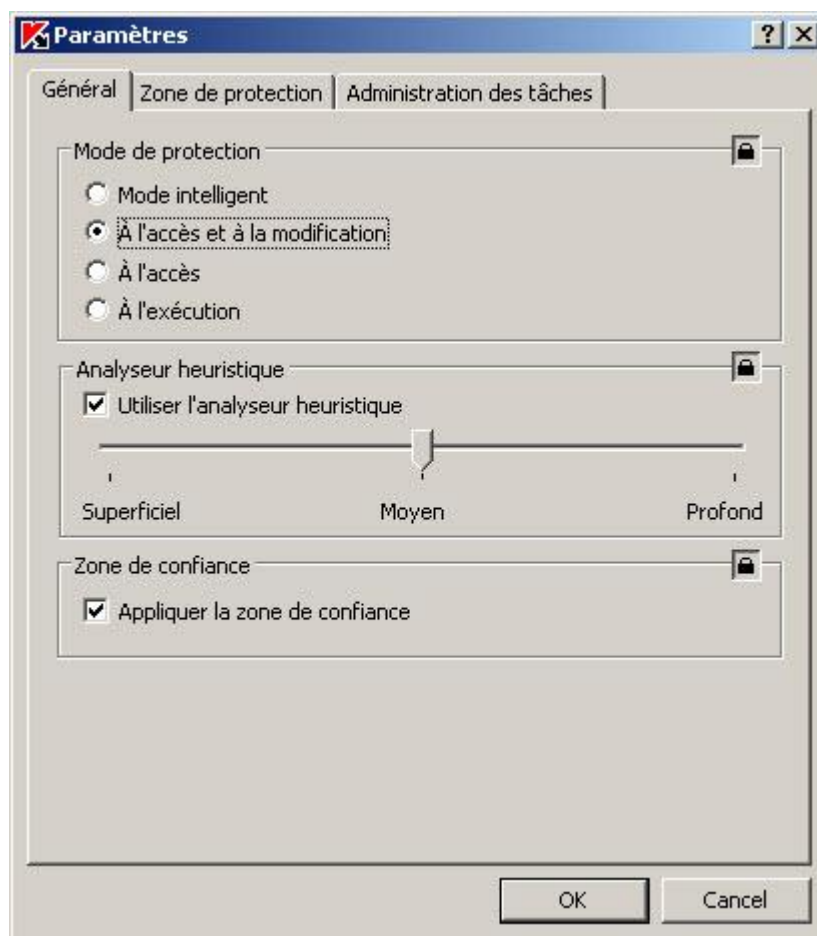 Paramètres
Général Zone de protection Administration des tâches
Mode de protection
Mode intelligent
À l'accès et à la modification
À l'accès
À l'exécution
Analyseur heuristique
Utiliser l'analyseur heuristique
Superficiel Moyen Profond
Zone de confiance
Appliquer la zone de confiance
OK Cancel